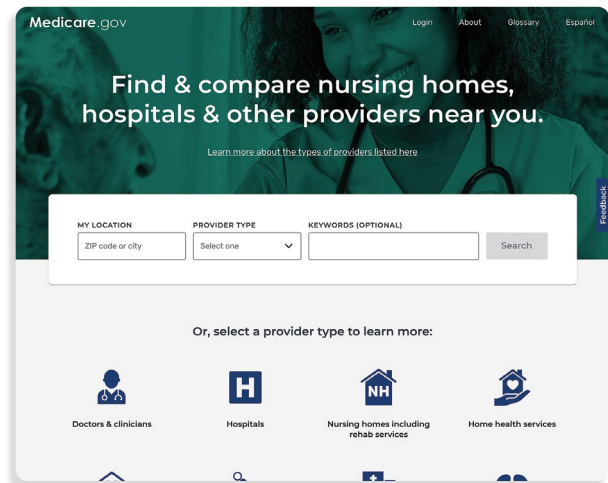 Medicare.gov
Login About Glossary Español
Find & compare nursing homes,
hospitals & other providers near you.
Learn more about the types of providers listed here
Feedback
MY LOCATION PROVIDER TYPE KEYWORDS (OPTIONAL)
ZIP code or city Select one Search
Or, select a provider type to learn more:
H NH
Doctors & clinicians Hospitals Nursing homes including Home health services
rehab services